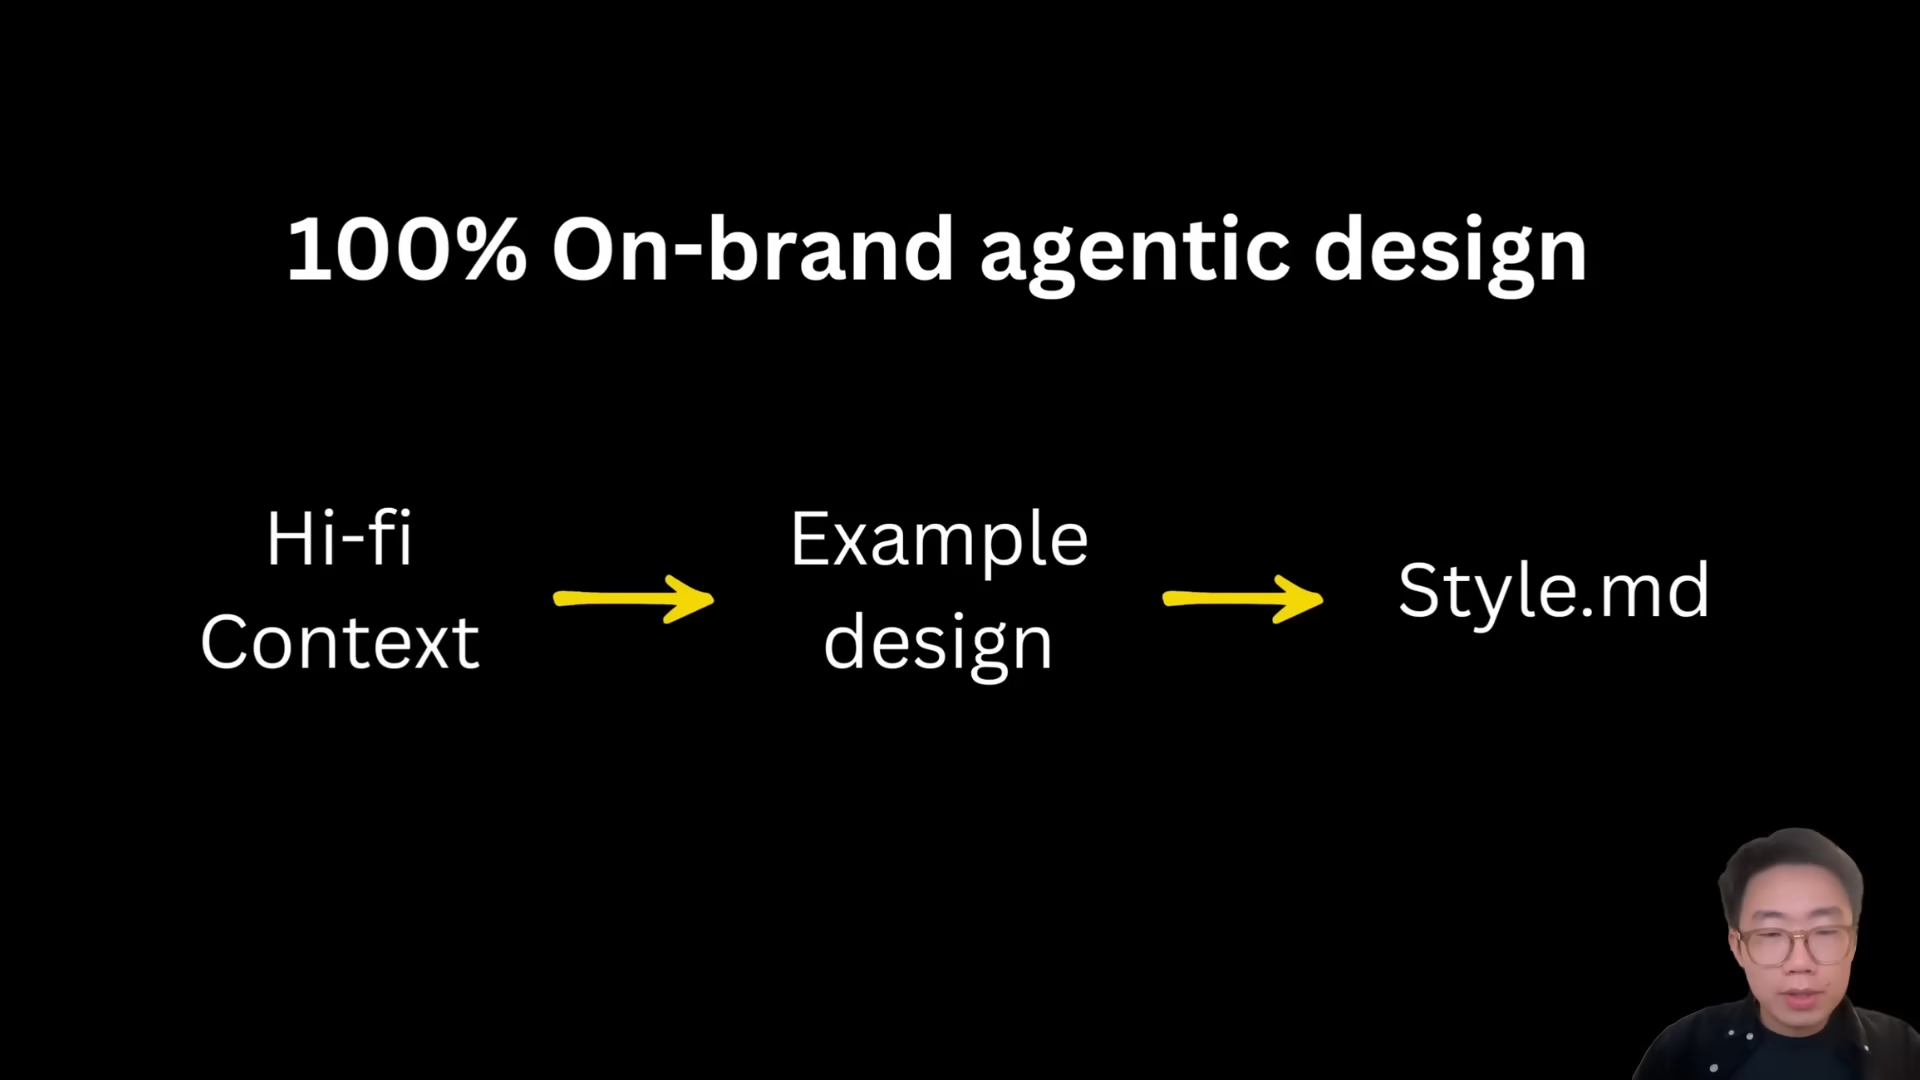 100% On-brand agentic design
Hi-fi
Context
Example
design
Style.md